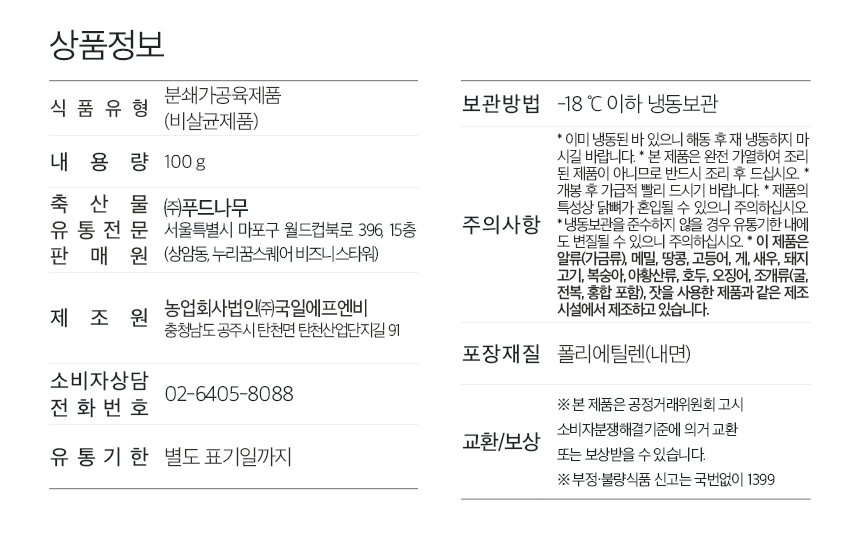 상품정보
식품유형
분쇄가공육제품
(비살균제품)
내용량
100 g
축산물
유통전문
판매원
㈜푸드나무
서울특별시 마포구 월드컵북로 396, 15층
(상암동, 누리꿈스퀘어 비즈니스타워)
제조원
농업회사법인㈜국일에프엔비
충청남도 공주시 탄천면 탄천산업단지길 91
소비자상담
전화번호
02-6405-8088
유통기한
별도 표기일까지
보관방법
-18 ℃ 이하 냉동보관
주의사항
* 이미 냉동된 바 있으니 해동 후 재 냉동하지 마
시길 바랍니다. * 본 제품은 완전 가열하여 조리
된 제품이 아니므로 반드시 조리 후 드십시오. *
개봉 후 가급적 빨리 드시기 바랍니다. * 제품의
특성상 닭뼈가 혼입될 수 있으니 주의하십시오.
* 냉동보관을 준수하지 않을 경우 유통기한 내에
도 변질될 수 있으니 주의하십시오. * 이 제품은
알류(가금류), 메밀, 땅콩, 고등어, 게, 새우, 돼지
고기, 복숭아, 아황산류, 호두, 오징어, 조개류(굴,
전복, 홍합 포함), 잣을 사용한 제품과 같은 제조
시설에서 제조하고 있습니다.
포장재질
폴리에틸렌(내면)
교환/보상
※ 본 제품은 공정거래위원회 고시
소비자분쟁해결기준에 의거 교환
또는 보상받을 수 있습니다.
※ 부정·불량식품 신고는 국번없이 1399